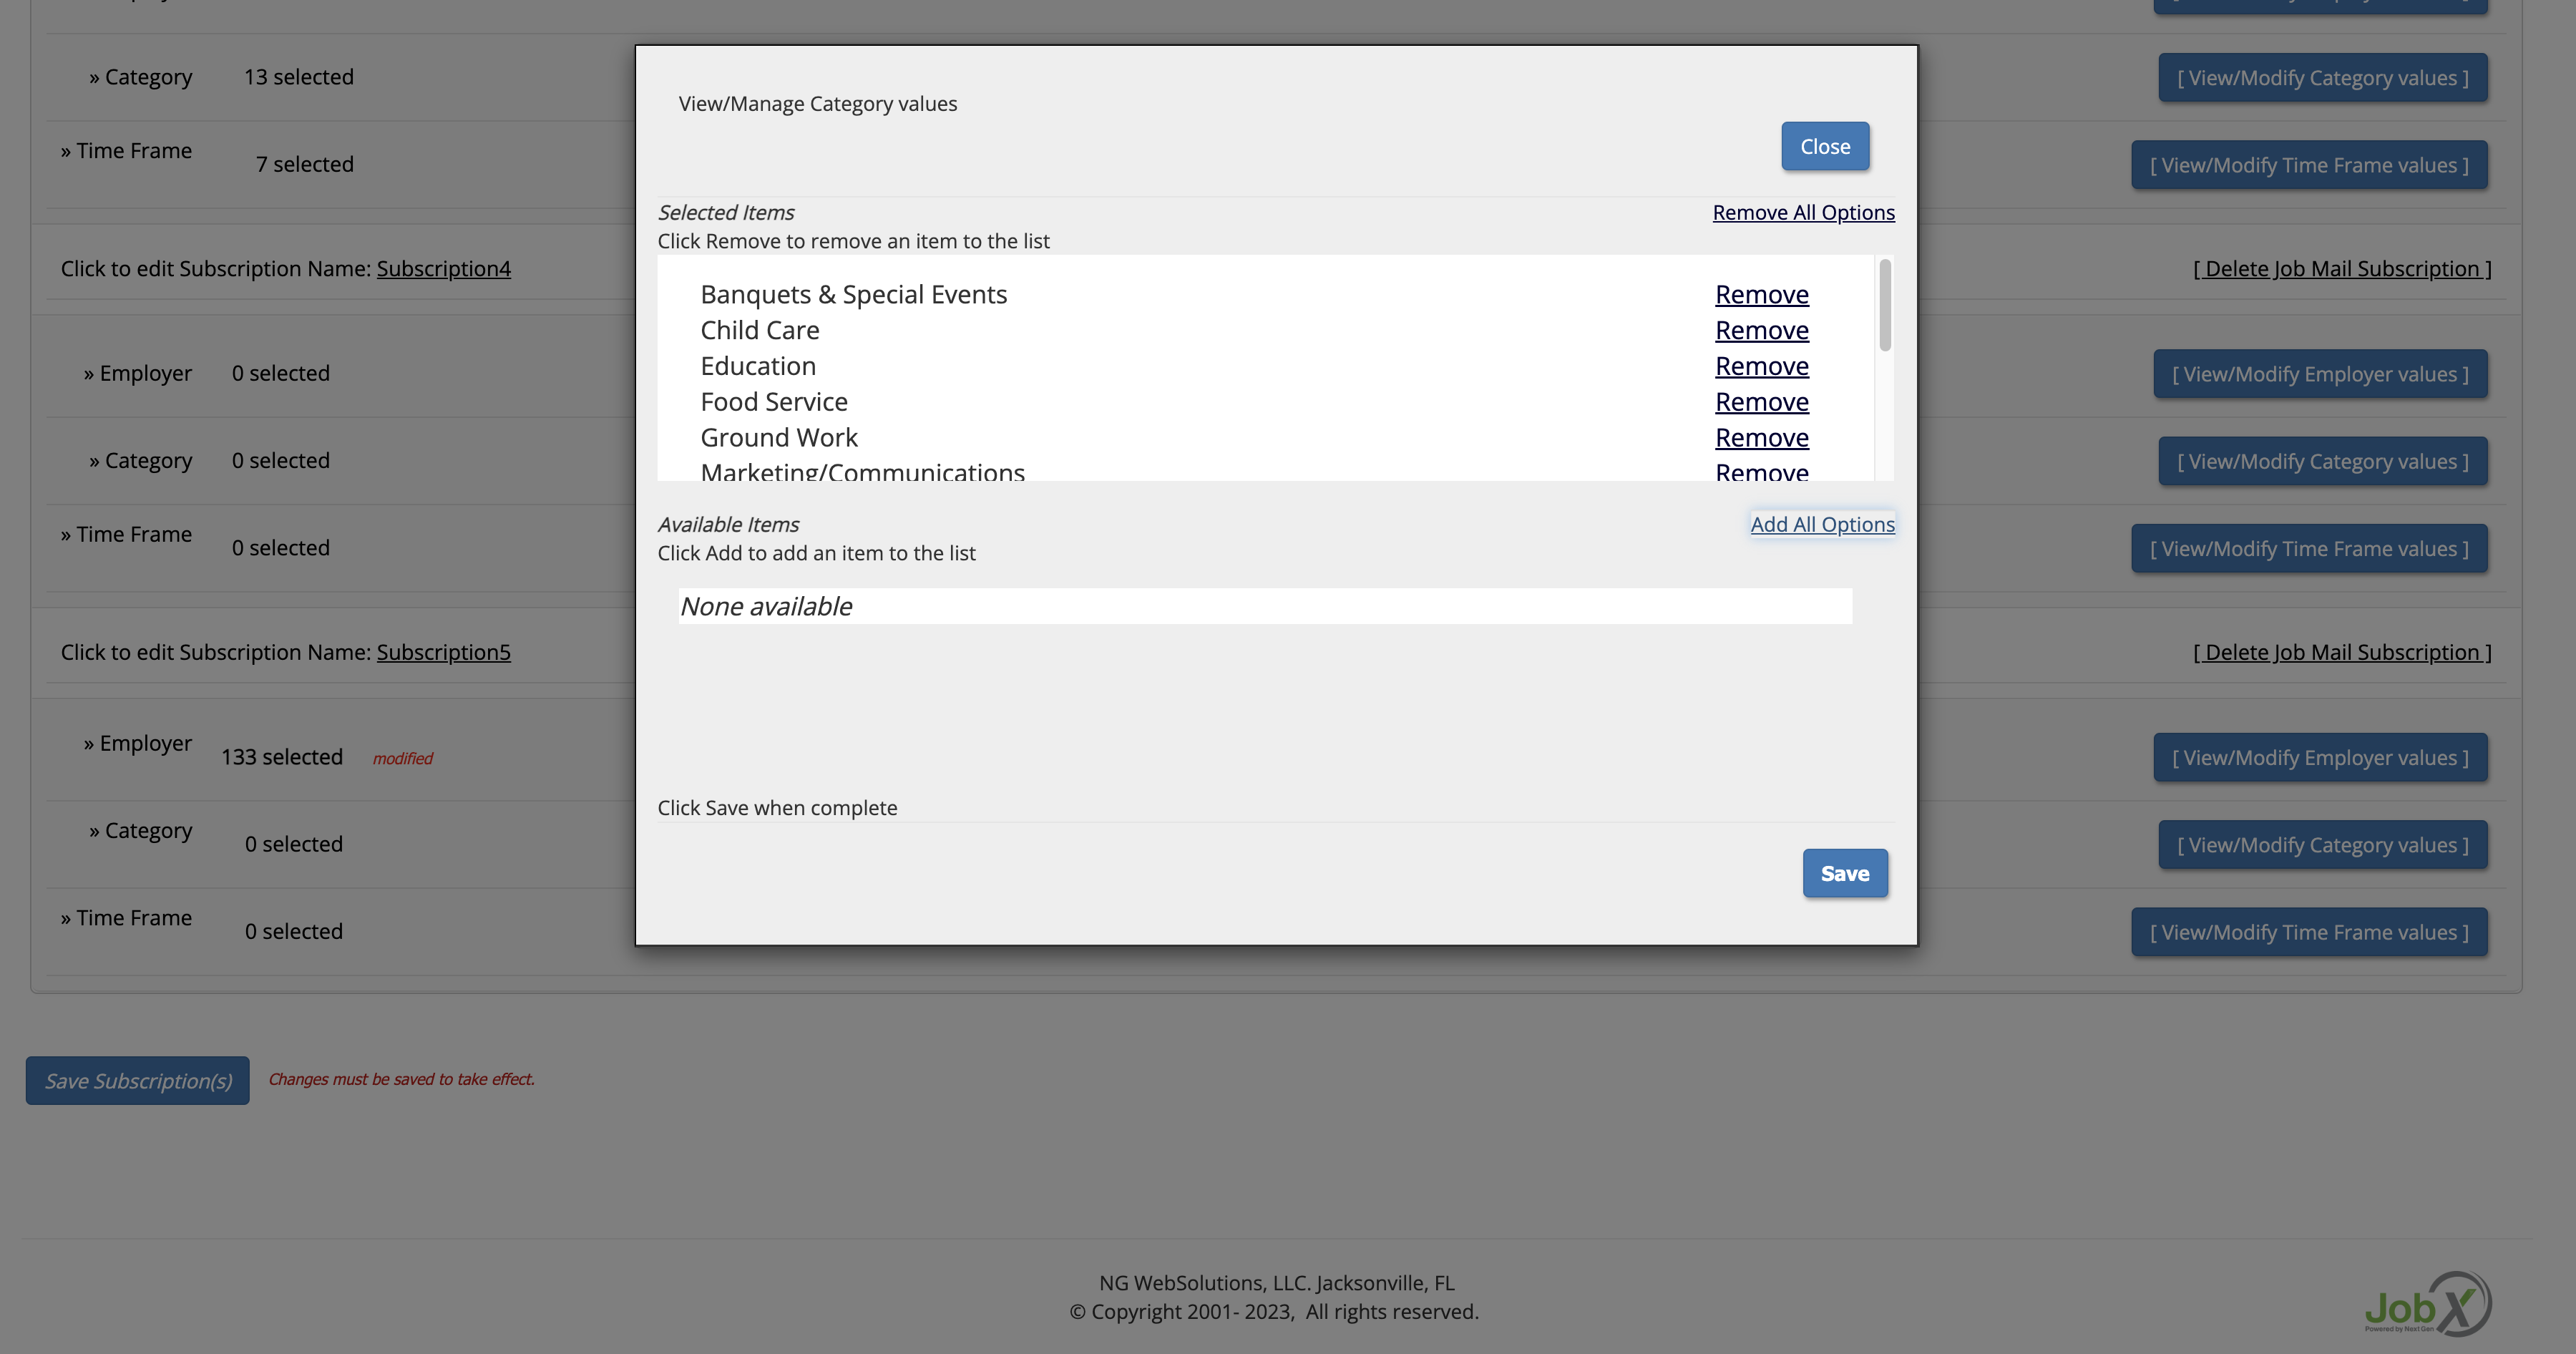 » Category 13 selected [ View/Modify Category values ]
» Time Frame 7 selected [ View/Modify Time Frame values ]
Click to edit Subscription Name: Subscription4 [ Delete Job Mail Subscription ]
» Employer 0 selected [ View/Modify Employer values ]
» Category 0 selected [ View/Modify Category values ]
» Time Frame 0 selected [ View/Modify Time Frame values ]
Click to edit Subscription Name: Subscription5 [ Delete Job Mail Subscription ]
» Employer 133 selected modified [ View/Modify Employer values ]
» Category 0 selected [ View/Modify Category values ]
» Time Frame 0 selected [ View/Modify Time Frame values ]
View/Manage Category values
Close
Selected Items Remove All Options
Click Remove to remove an item to the list
Banquets & Special Events Remove
Child Care Remove
Education Remove
Food Service Remove
Ground Work Remove
Marketing/Communications Remove
Available Items Add All Options
Click Add to add an item to the list
None available
Click Save when complete
Save
Save Subscription(s) Changes must be saved to take effect.
NG WebSolutions, LLC. Jacksonville, FL
© Copyright 2001- 2023, All rights reserved.
JobX
Powered by Next Gen